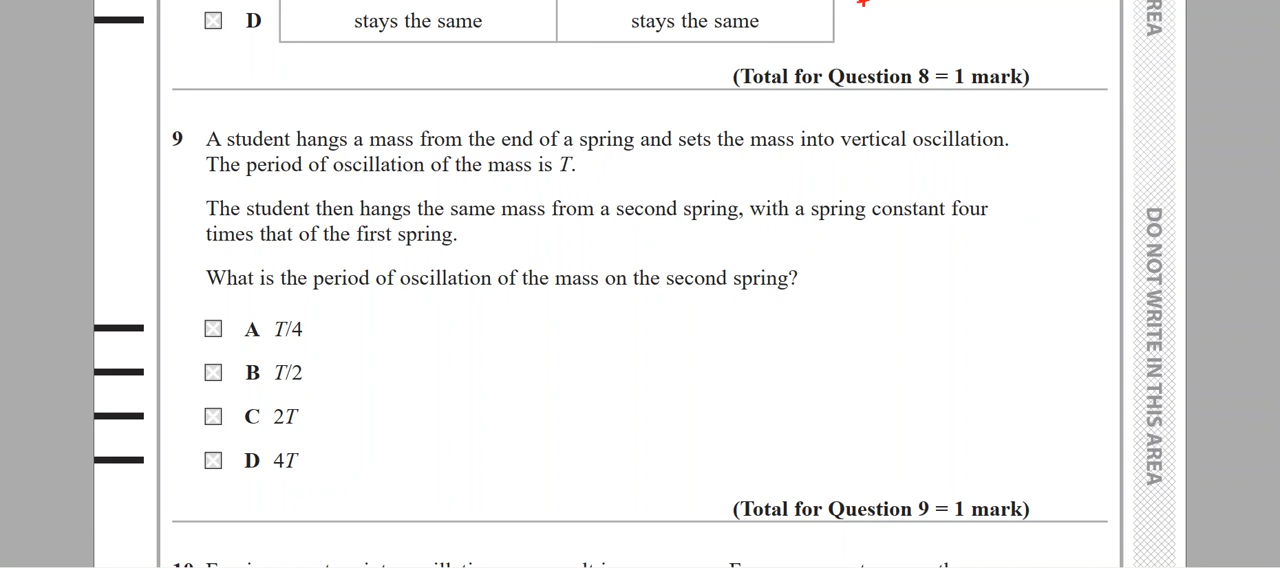 D stays the same stays the same
(Total for Question 8 = 1 mark)
9 A student hangs a mass from the end of a spring and sets the mass into vertical oscillation.
The period of oscillation of the mass is T.
The student then hangs the same mass from a second spring, with a spring constant four
times that of the first spring.
What is the period of oscillation of the mass on the second spring?
A T/4
B T/2
C 2T
D 4T
(Total for Question 9 = 1 mark)
REA
DO NOT WRITE IN THIS AREA